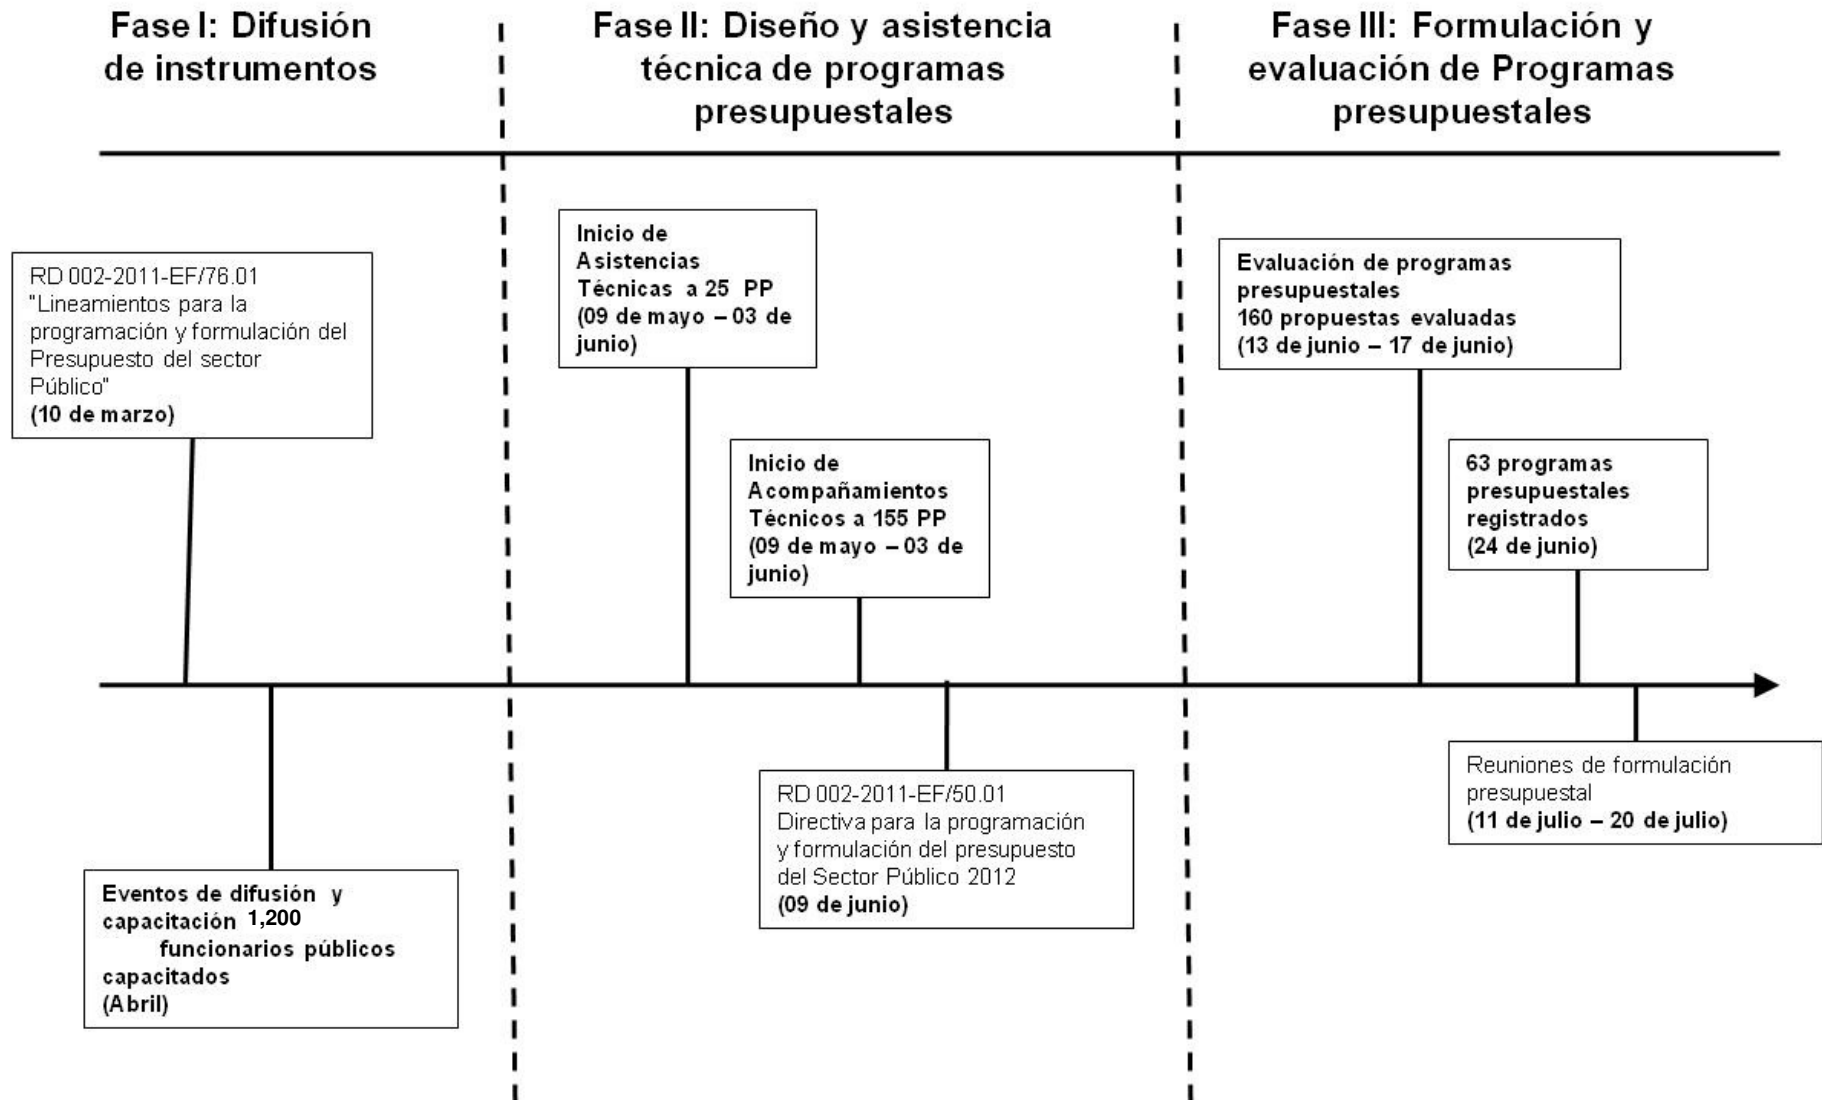 Fase I: Difusión
de instrumentos
Fase II: Diseño y asistencia
técnica de programas
presupuestales
Fase III: Formulación y
evaluación de Programas
presupuestales
RD 002-2011-EF/76.01
"Lineamientos para la
programación y formulación del
Presupuesto del sector
Público"
(10 de marzo)
Inicio de
Asistencias
Técnicas a 25 PP
(09 de mayo – 03 de
junio)
Evaluación de programas
presupuestales
160 propuestas evaluadas
(13 de junio – 17 de junio)
Inicio de
Acompañamientos
Técnicos a 155 PP
(09 de mayo – 03 de
junio)
63 programas
presupuestales
registrados
(24 de junio)
Eventos de difusión y
capacitación 1,200
funcionarios públicos
capacitados
(Abril)
RD 002-2011-EF/50.01
Directiva para la programación
y formulación del presupuesto
del Sector Público 2012
(09 de junio)
Reuniones de formulación
presupuestal
(11 de julio – 20 de julio)